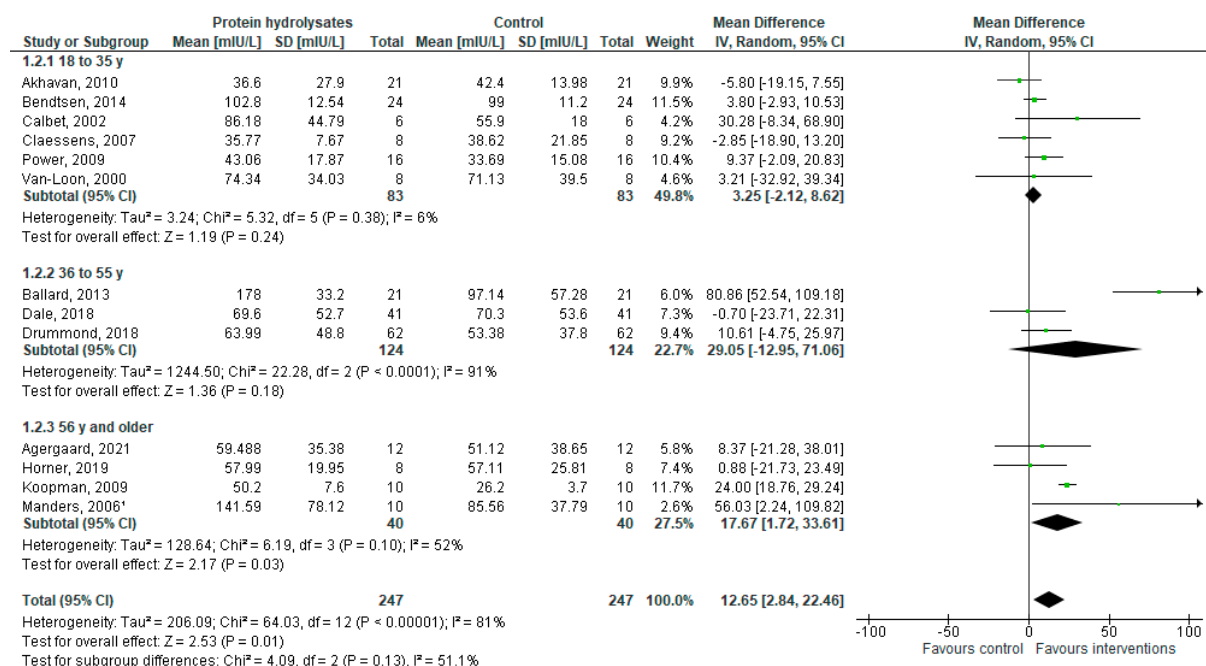 Protein hydrolysates Control Mean Difference Mean Difference
Study or Subgroup Mean [mIU/L] SD [mIU/L] Total Mean [mIU/L] SD [mIU/L] Total Weight IV, Random, 95% CI IV, Random, 95% CI
1.2.1 18 to 35 y
Akhavan, 2010 36.6 27.9 21 42.4 13.98 21 9.9% -5.80 [-19.15, 7.55]
Bendtsen, 2014 102.8 12.54 24 99 11.2 24 11.5% 3.80 [-2.93, 10.53]
Calbet, 2002 86.18 44.79 6 55.9 18 6 4.2% 30.28 [-8.34, 68.90]
Claessens, 2007 35.77 7.67 8 38.62 21.85 8 9.2% -2.85 [-18.90, 13.20]
Power, 2009 43.06 17.87 16 33.69 15.08 16 10.4% 9.37 [-2.09, 20.83]
Van-Loon, 2000 74.34 34.03 8 71.13 39.5 8 4.6% 3.21 [-32.92, 39.34]
Subtotal (95% CI) 83 83 49.8% 3.25 [-2.12, 8.62]
Heterogeneity: Tau² = 3.24; Chi² = 5.32, df = 5 (P = 0.38); I² = 6%
Test for overall effect: Z = 1.19 (P = 0.24)
1.2.2 36 to 55 y
Ballard, 2013 178 33.2 21 97.14 57.28 21 6.0% 80.86 [52.54, 109.18]
Dale, 2018 69.6 52.7 41 70.3 53.6 41 7.3% -0.70 [-23.71, 22.31]
Drummond, 2018 63.99 48.8 62 53.38 37.8 62 9.4% 10.61 [-4.75, 25.97]
Subtotal (95% CI) 124 124 22.7% 29.05 [-12.95, 71.06]
Heterogeneity: Tau² = 1244.50; Chi² = 22.28, df = 2 (P < 0.0001); I² = 91%
Test for overall effect: Z = 1.36 (P = 0.18)
1.2.3 56 y and older
Agergaard, 2021 59.488 35.38 12 51.12 38.65 12 5.8% 8.37 [-21.28, 38.01]
Horner, 2019 57.99 19.95 8 57.11 25.81 8 7.4% 0.88 [-21.73, 23.49]
Koopman, 2009 50.2 7.6 10 26.2 3.7 10 11.7% 24.00 [18.76, 29.24]
Manders, 2006¹ 141.59 78.12 10 85.56 37.79 10 2.6% 56.03 [2.24, 109.82]
Subtotal (95% CI) 40 40 27.5% 17.67 [1.72, 33.61]
Heterogeneity: Tau² = 128.64; Chi² = 6.19, df = 3 (P = 0.10); I² = 52%
Test for overall effect: Z = 2.17 (P = 0.03)
Total (95% CI) 247 247 100.0% 12.65 [2.84, 22.46]
Heterogeneity: Tau² = 206.09; Chi² = 64.03, df = 12 (P < 0.00001); I² = 81%
Test for overall effect: Z = 2.53 (P = 0.01)
Test for subgroup differences: Chi² = 4.09, df = 2 (P = 0.13), I² = 51.1%
-100 -50 0 50 100
Favours control Favours interventions